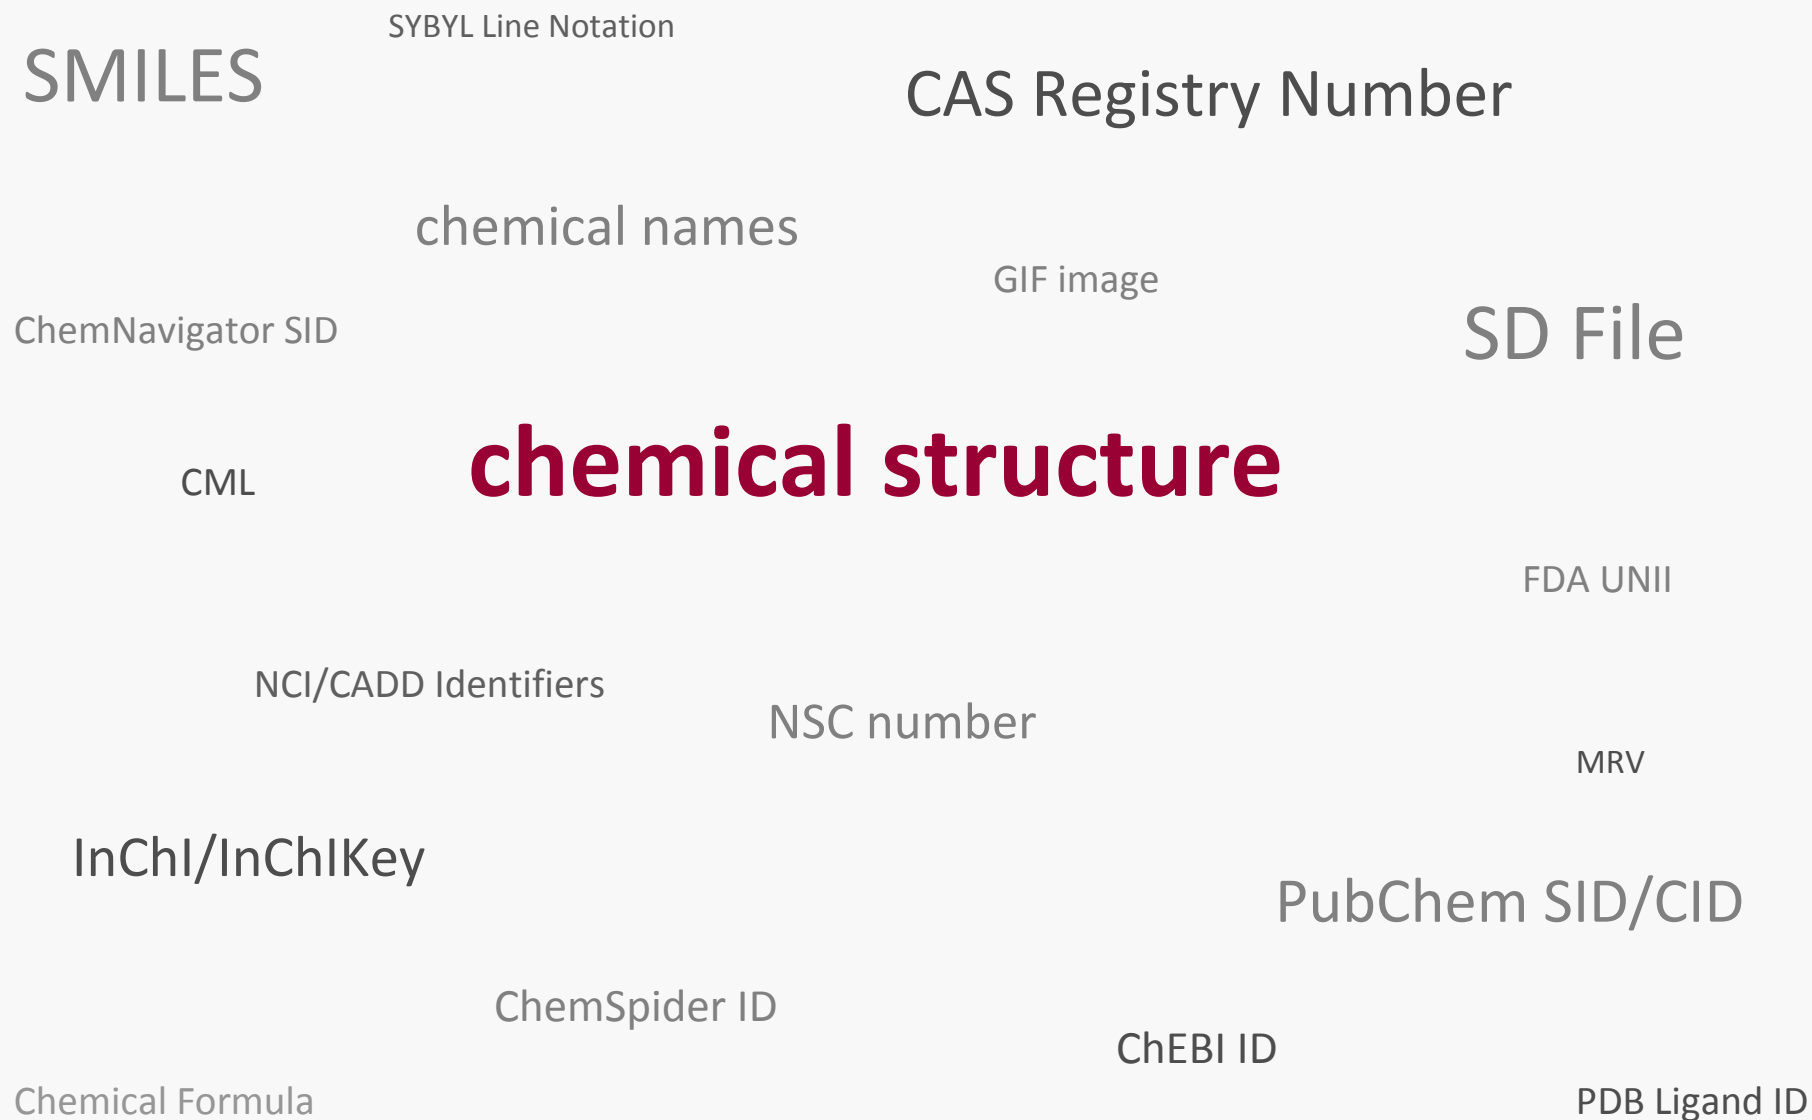 SYBYL Line Notation
SMILES
CAS Registry Number
chemical names
GIF image
ChemNavigator SID
SD File
chemical structure
CML
FDA UNII
NCI/CADD Identifiers
NSC number
MRV
InChI/InChIKey
PubChem SID/CID
ChemSpider ID
ChEBI ID
Chemical Formula
PDB Ligand ID